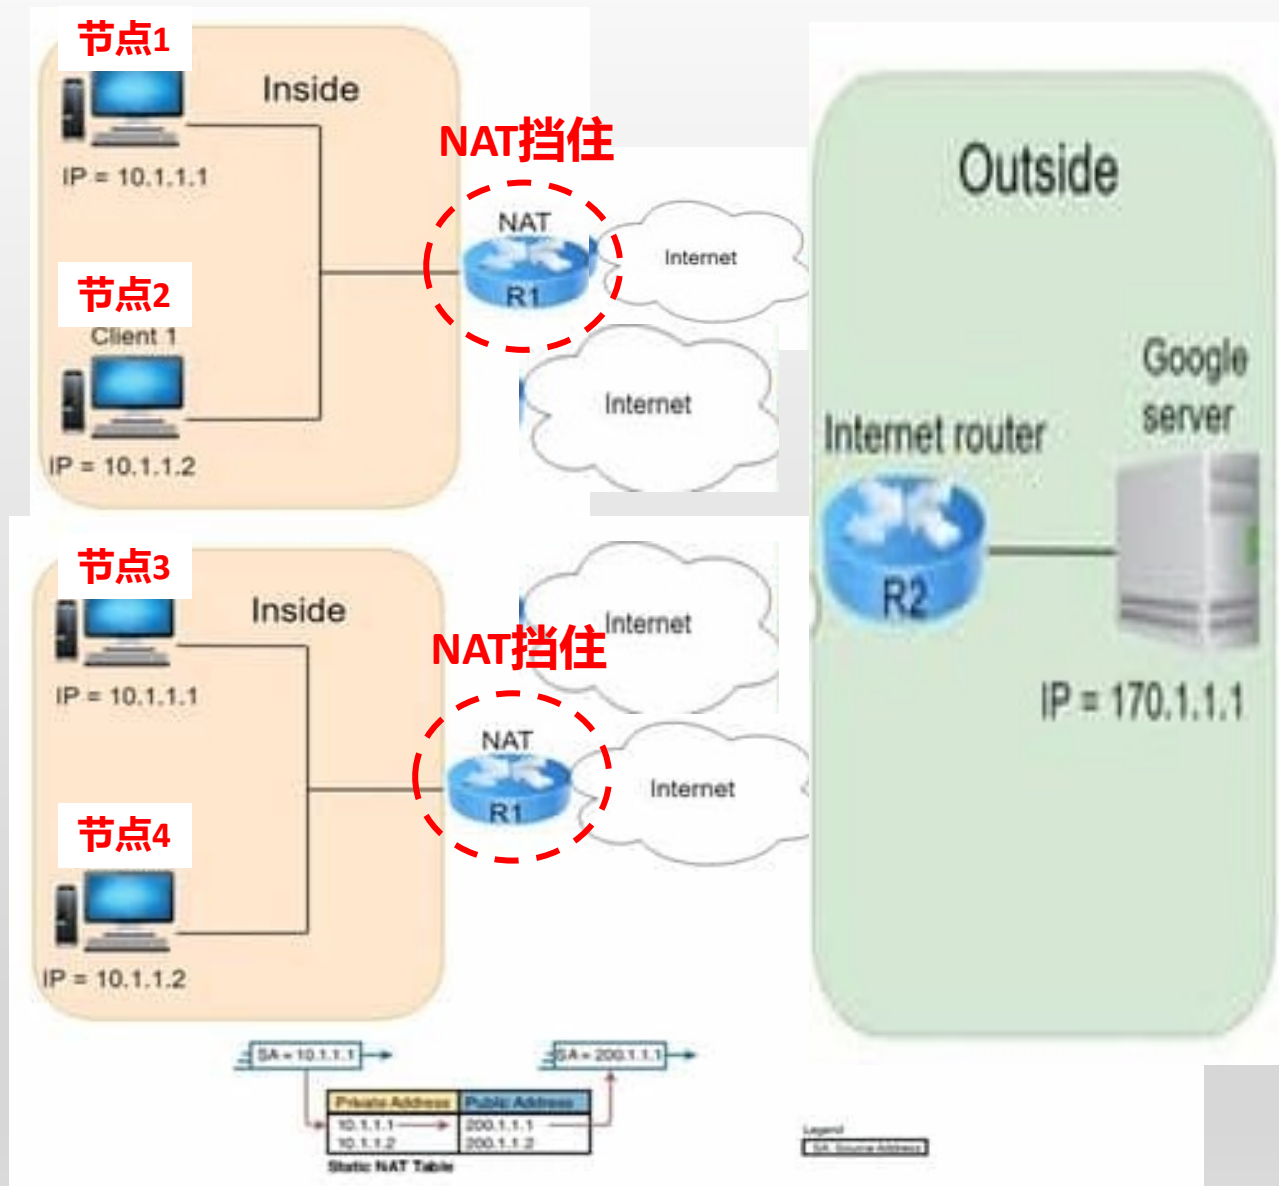 节点1
Inside
IP = 10.1.1.1
NAT挡住
NAT
R1
Internet
节点2
Client 1
IP = 10.1.1.2
Internet
Outside
Google
server
Internet router
R2
IP = 170.1.1.1
节点3
Inside
IP = 10.1.1.1
Internet
NAT挡住
NAT
R1
Internet
节点4
IP = 10.1.1.2
SA = 10.1.1.1
SA = 200.1.1.1
Private Address Public Address
10.1.1.1 200.1.1.1
10.1.1.2 200.1.1.2
Static NAT Table
Legend
SA: Source Address